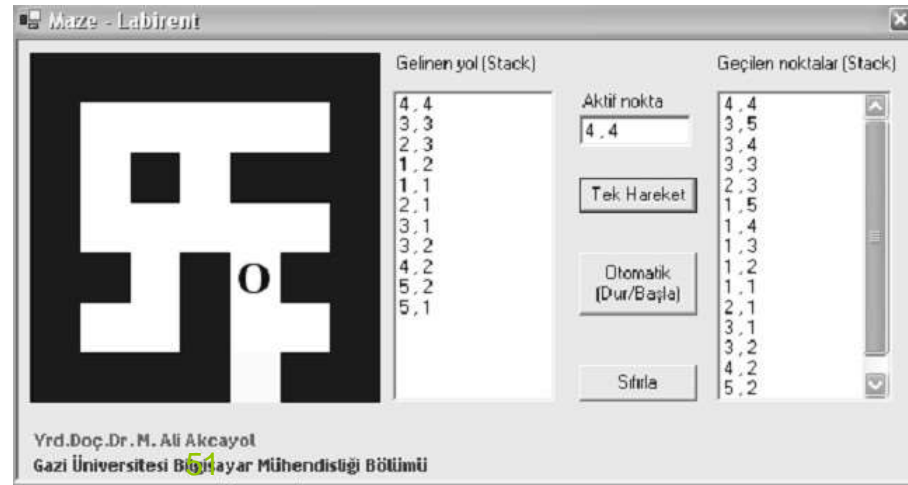 Maze - Labirent
Gelinen yol (Stack)
4 , 4
3 , 3
2 , 3
1 , 2
1 , 1
2 , 1
3 , 1
3 , 2
4 , 2
5 , 2
5 , 1
O
Aktif nokta
4 , 4
Tek Hareket
Otomatik
(Dur/Başla)
Sıfırla
Geçilen noktalar (Stack)
4 , 4
3 , 5
3 , 4
3 , 3
2 , 3
1 , 5
1 , 4
1 , 3
1 , 2
1 , 1
2 , 1
3 , 1
3 , 2
4 , 2
5 , 2
Yrd.Doç.Dr. M. Ali Akcayol
Gazi Üniversitesi Bilgisayar Mühendisliği Bölümü
51